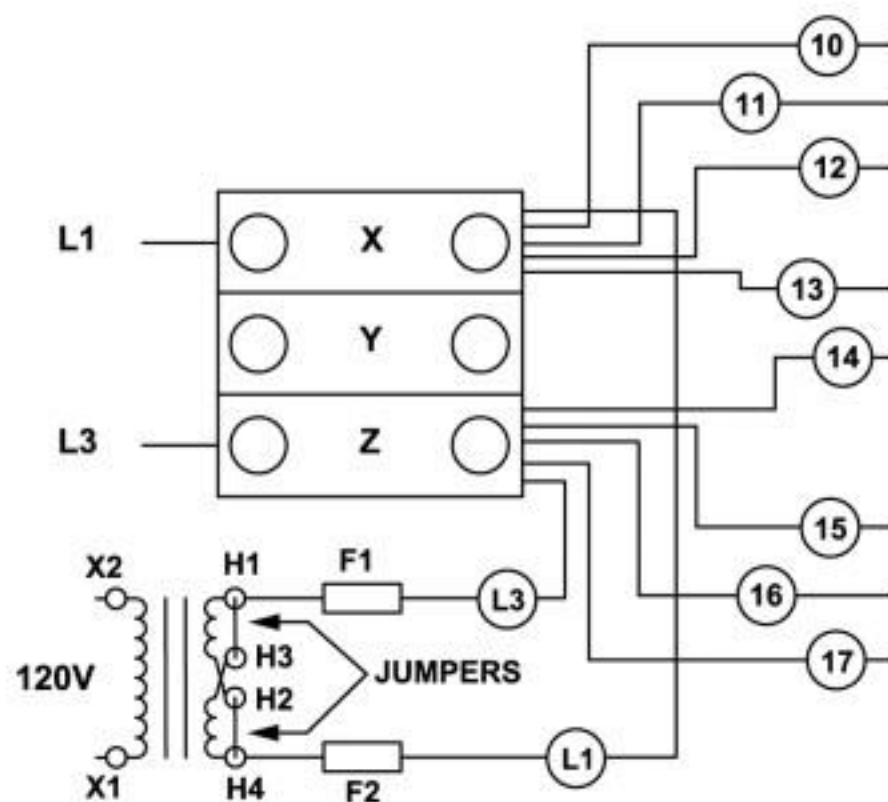 10
11
L1 X 12
13
Y 14
L3 Z
15
X2 H1 F1 L3 16
H3
120V JUMPERS 17
H2
X1 H4 F2 L1